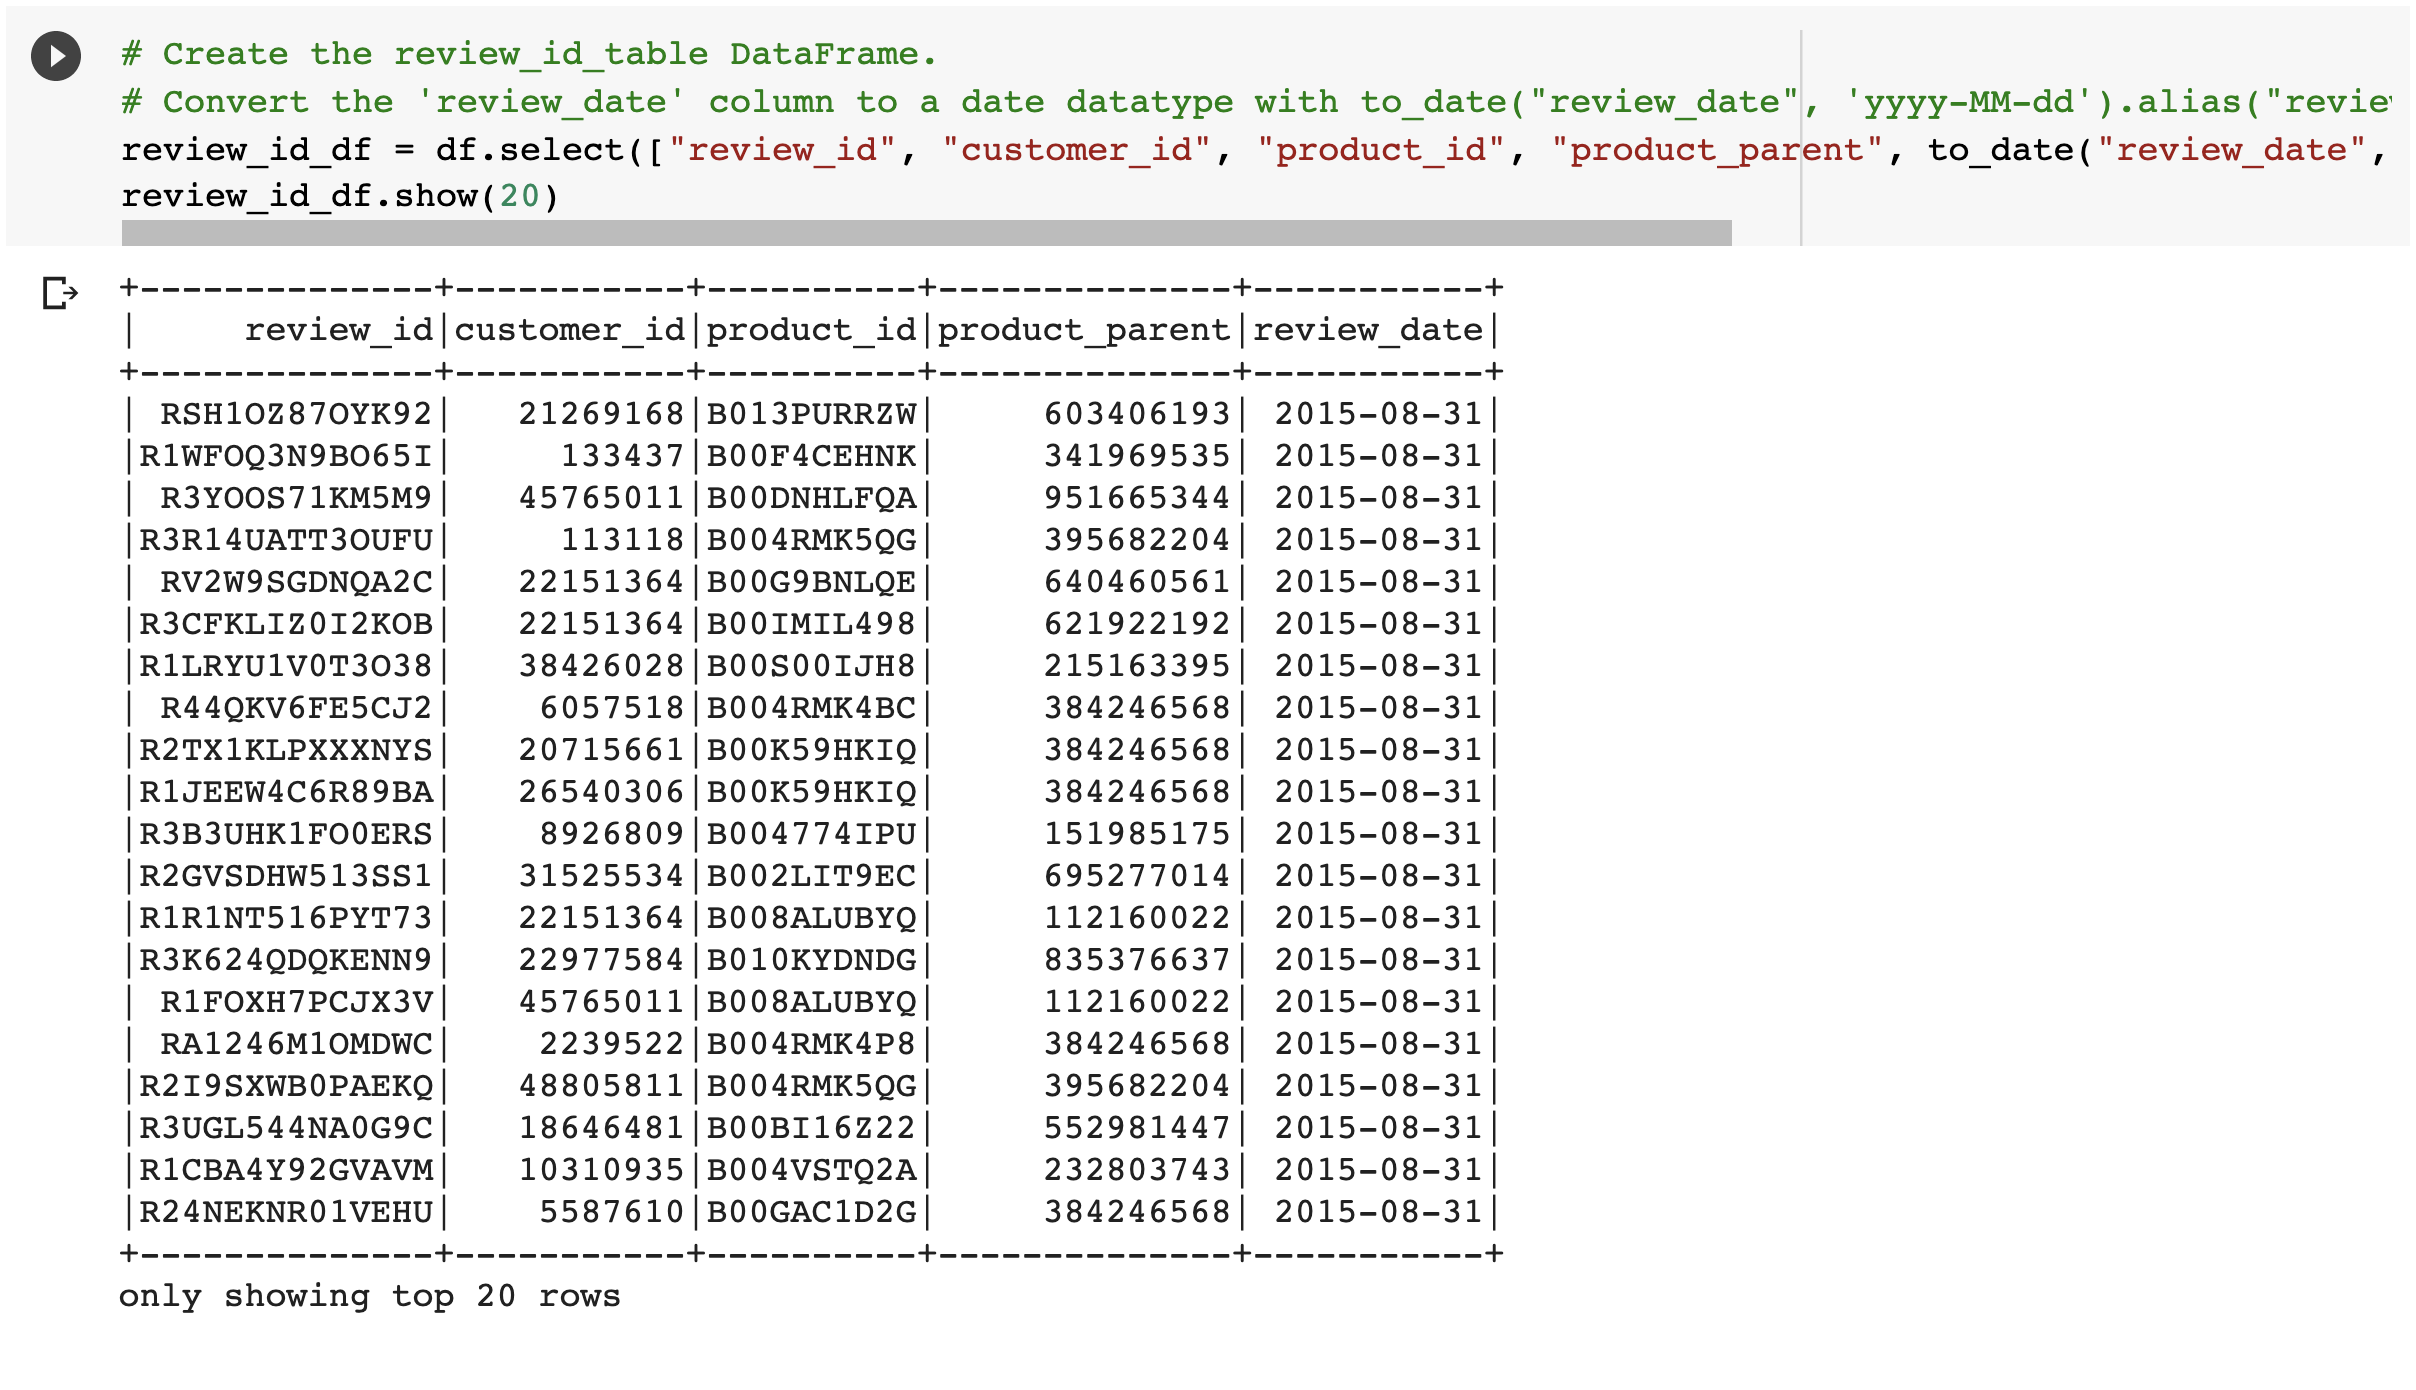 # Create the review_id_table DataFrame.
# Convert the 'review_date' column to a date datatype with to_date("review_date", 'yyyy-MM-dd').alias("revie
review_id_df = df.select(["review_id", "customer_id", "product_id", "product_parent", to_date("review_date",
review_id_df.show(20)
+--------------+-----------+----------+--------------+-----------+
|     review_id|customer_id|product_id|product_parent|review_date|
+--------------+-----------+----------+--------------+-----------+
| RSH1OZ87OYK92|   21269168|B013PURRZW|     603406193| 2015-08-31|
|R1WFOQ3N9BO65I|     133437|B00F4CEHNK|     341969535| 2015-08-31|
| R3YOOS71KM5M9|   45765011|B00DNHLFQA|     951665344| 2015-08-31|
|R3R14UATT3OUFU|     113118|B004RMK5QG|     395682204| 2015-08-31|
| RV2W9SGDNQA2C|   22151364|B00G9BNLQE|     640460561| 2015-08-31|
|R3CFKLIZ0I2KOB|   22151364|B00IMIL498|     621922192| 2015-08-31|
|R1LRYU1V0T3O38|   38426028|B00S00IJH8|     215163395| 2015-08-31|
| R44QKV6FE5CJ2|    6057518|B004RMK4BC|     384246568| 2015-08-31|
|R2TX1KLPXXXNYS|   20715661|B00K59HKIQ|     384246568| 2015-08-31|
|R1JEEW4C6R89BA|   26540306|B00K59HKIQ|     384246568| 2015-08-31|
|R3B3UHK1FO0ERS|    8926809|B004774IPU|     151985175| 2015-08-31|
|R2GVSDHW513SS1|   31525534|B002LIT9EC|     695277014| 2015-08-31|
|R1R1NT516PYT73|   22151364|B008ALUBYQ|     112160022| 2015-08-31|
|R3K624QDQKENN9|   22977584|B010KYDNDG|     835376637| 2015-08-31|
| R1FOXH7PCJX3V|   45765011|B008ALUBYQ|     112160022| 2015-08-31|
| RA1246M1OMDWC|    2239522|B004RMK4P8|     384246568| 2015-08-31|
|R2I9SXWB0PAEKQ|   48805811|B004RMK5QG|     395682204| 2015-08-31|
|R3UGL544NA0G9C|   18646481|B00BI16Z22|     552981447| 2015-08-31|
|R1CBA4Y92GVAVM|   10310935|B004VSTQ2A|     232803743| 2015-08-31|
|R24NEKNR01VEHU|    5587610|B00GAC1D2G|     384246568| 2015-08-31|
+--------------+-----------+----------+--------------+-----------+
only showing top 20 rows